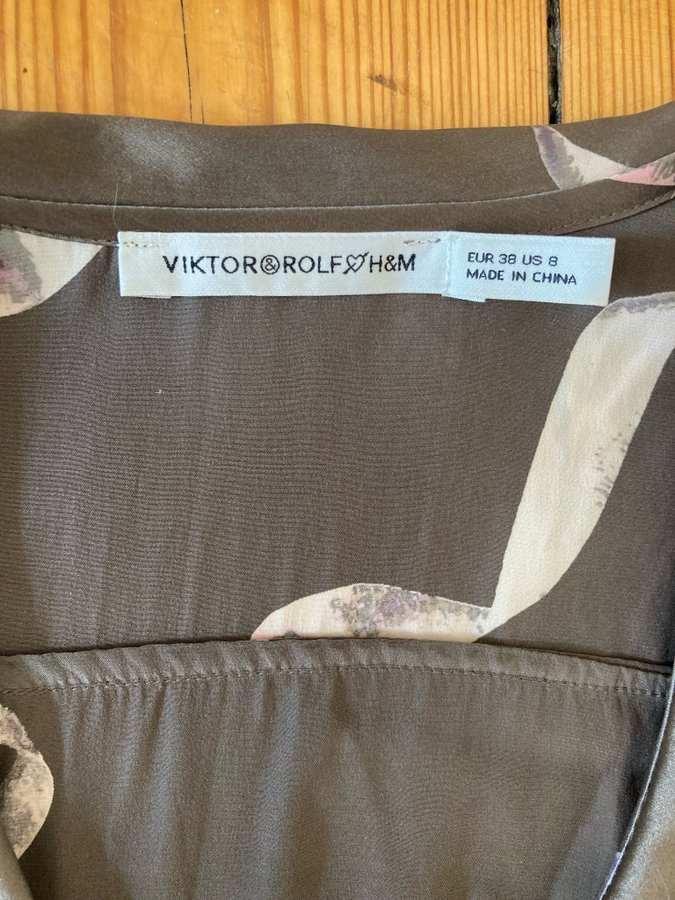 VIKTOR&ROLF♡H&M
EUR 38 US 8
MADE IN CHINA